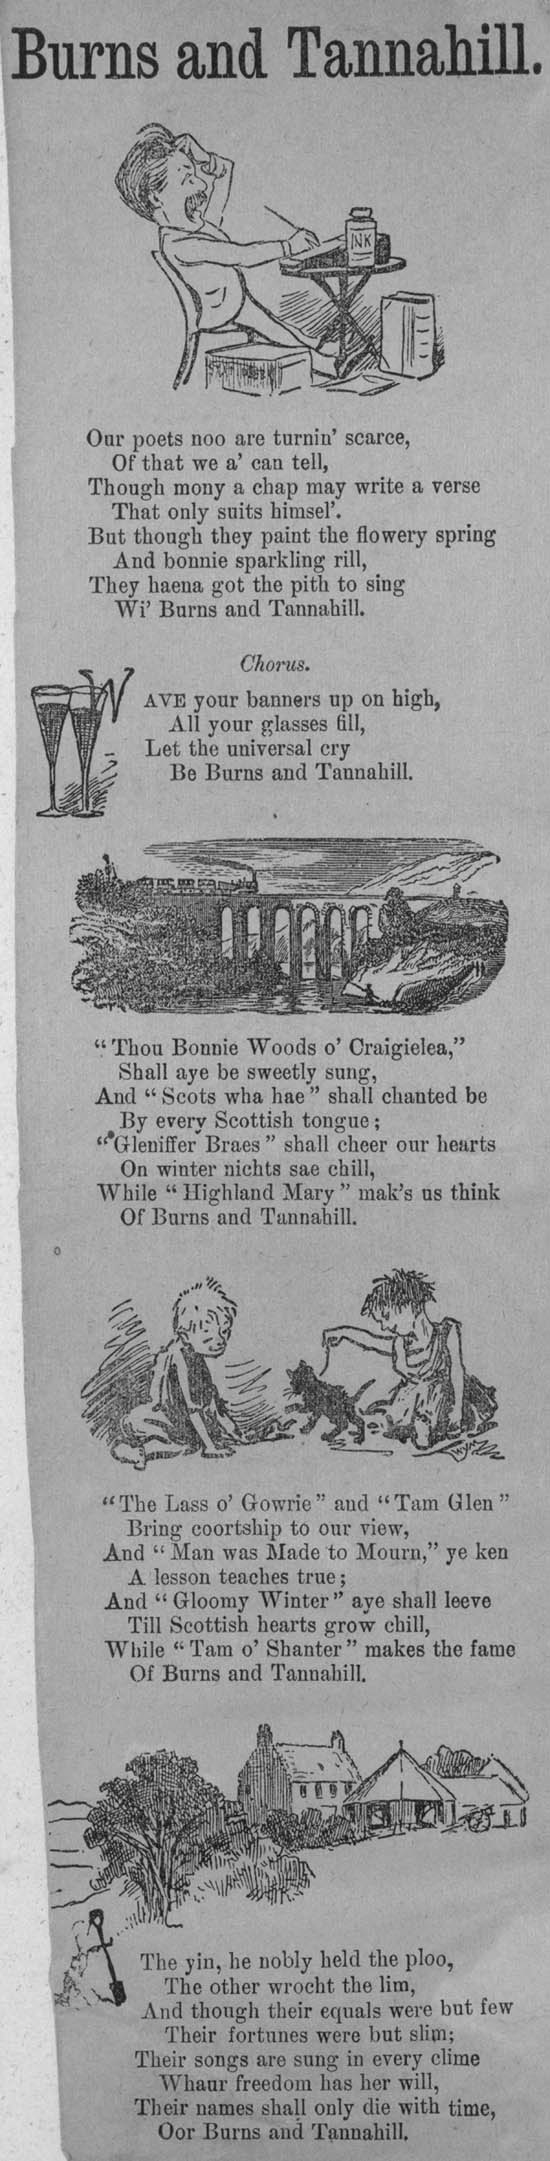 Burns and Tannahill.
INK
Our poets noo are turnin' scarce,
Of that we a' can tell,
Though mony a chap may write a verse
That only suits himsel'.
But though they paint the flowery spring
And bonnie sparkling rill,
They haena got the pith to sing
Wi' Burns and Tannahill.
Chorus.
WAVE your banners up on high,
All your glasses fill,
Let the universal cry
Be Burns and Tannahill.
"Thou Bonnie Woods o' Craigielea,"
Shall aye be sweetly sung,
And "Scots wha hae" shall chanted be
By every Scottish tongue;
"Gleniffer Braes" shall cheer our hearts
On winter nichts sae chill,
While "Highland Mary" mak's us think
Of Burns and Tannahill.
"The Lass o' Gowrie" and "Tam Glen"
Bring coortship to our view,
And "Man was Made to Mourn," ye ken
A lesson teaches true;
And "Gloomy Winter" aye shall leeve
Till Scottish hearts grow chill,
While "Tam o' Shanter" makes the fame
Of Burns and Tannahill.
The yin, he nobly held the ploo,
The other wrocht the lim,
And though their equals were but few
Their fortunes were but slim;
Their songs are sung in every clime
Whaur freedom has her will,
Their names shall only die with time,
Oor Burns and Tannahill.